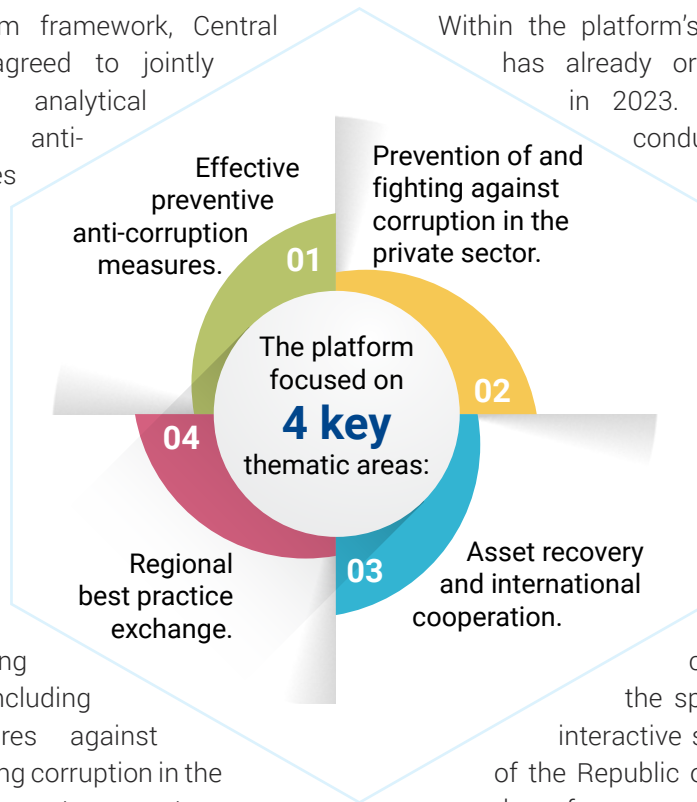 m framework, Central
agreed to jointly
analytical
anti-
es
Within the platform’s
has already or
in 2023.
condu
Effective
preventive
anti-corruption
measures.
01
Prevention of and
fighting against
corruption in the
private sector.
02
The platform
focused on
4 key
thematic areas:
04
Regional
best practice
exchange.
03
Asset recovery
and international
cooperation.
ng
ncluding
res against
ng corruption in the
the sp
interactive s
of the Republic o